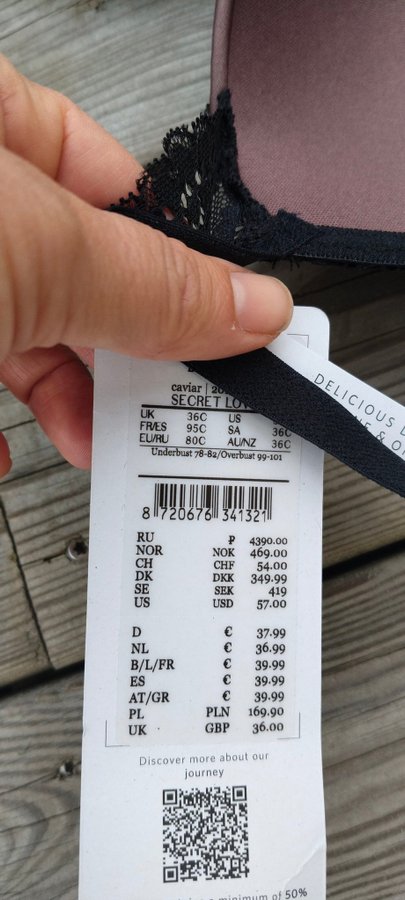 caviar | 20
SECRET LO
UK 36C US
FR/ES 95C SA 36C
EU/RU 80C AU/NZ 36C
Underbust 78-82/Overbust 99-101
8 720676 341321
RU ₽ 4390.00
NOR NOK 469.00
CH CHF 54.00
DK DKK 349.99
SE SEK 419
US USD 57.00
D € 37.99
NL € 36.99
B/L/FR € 39.99
ES € 39.99
AT/GR € 39.99
PL PLN 169.90
UK GBP 36.00
Discover more about our
journey
a minimum of 50%
DELICIOUS
& O